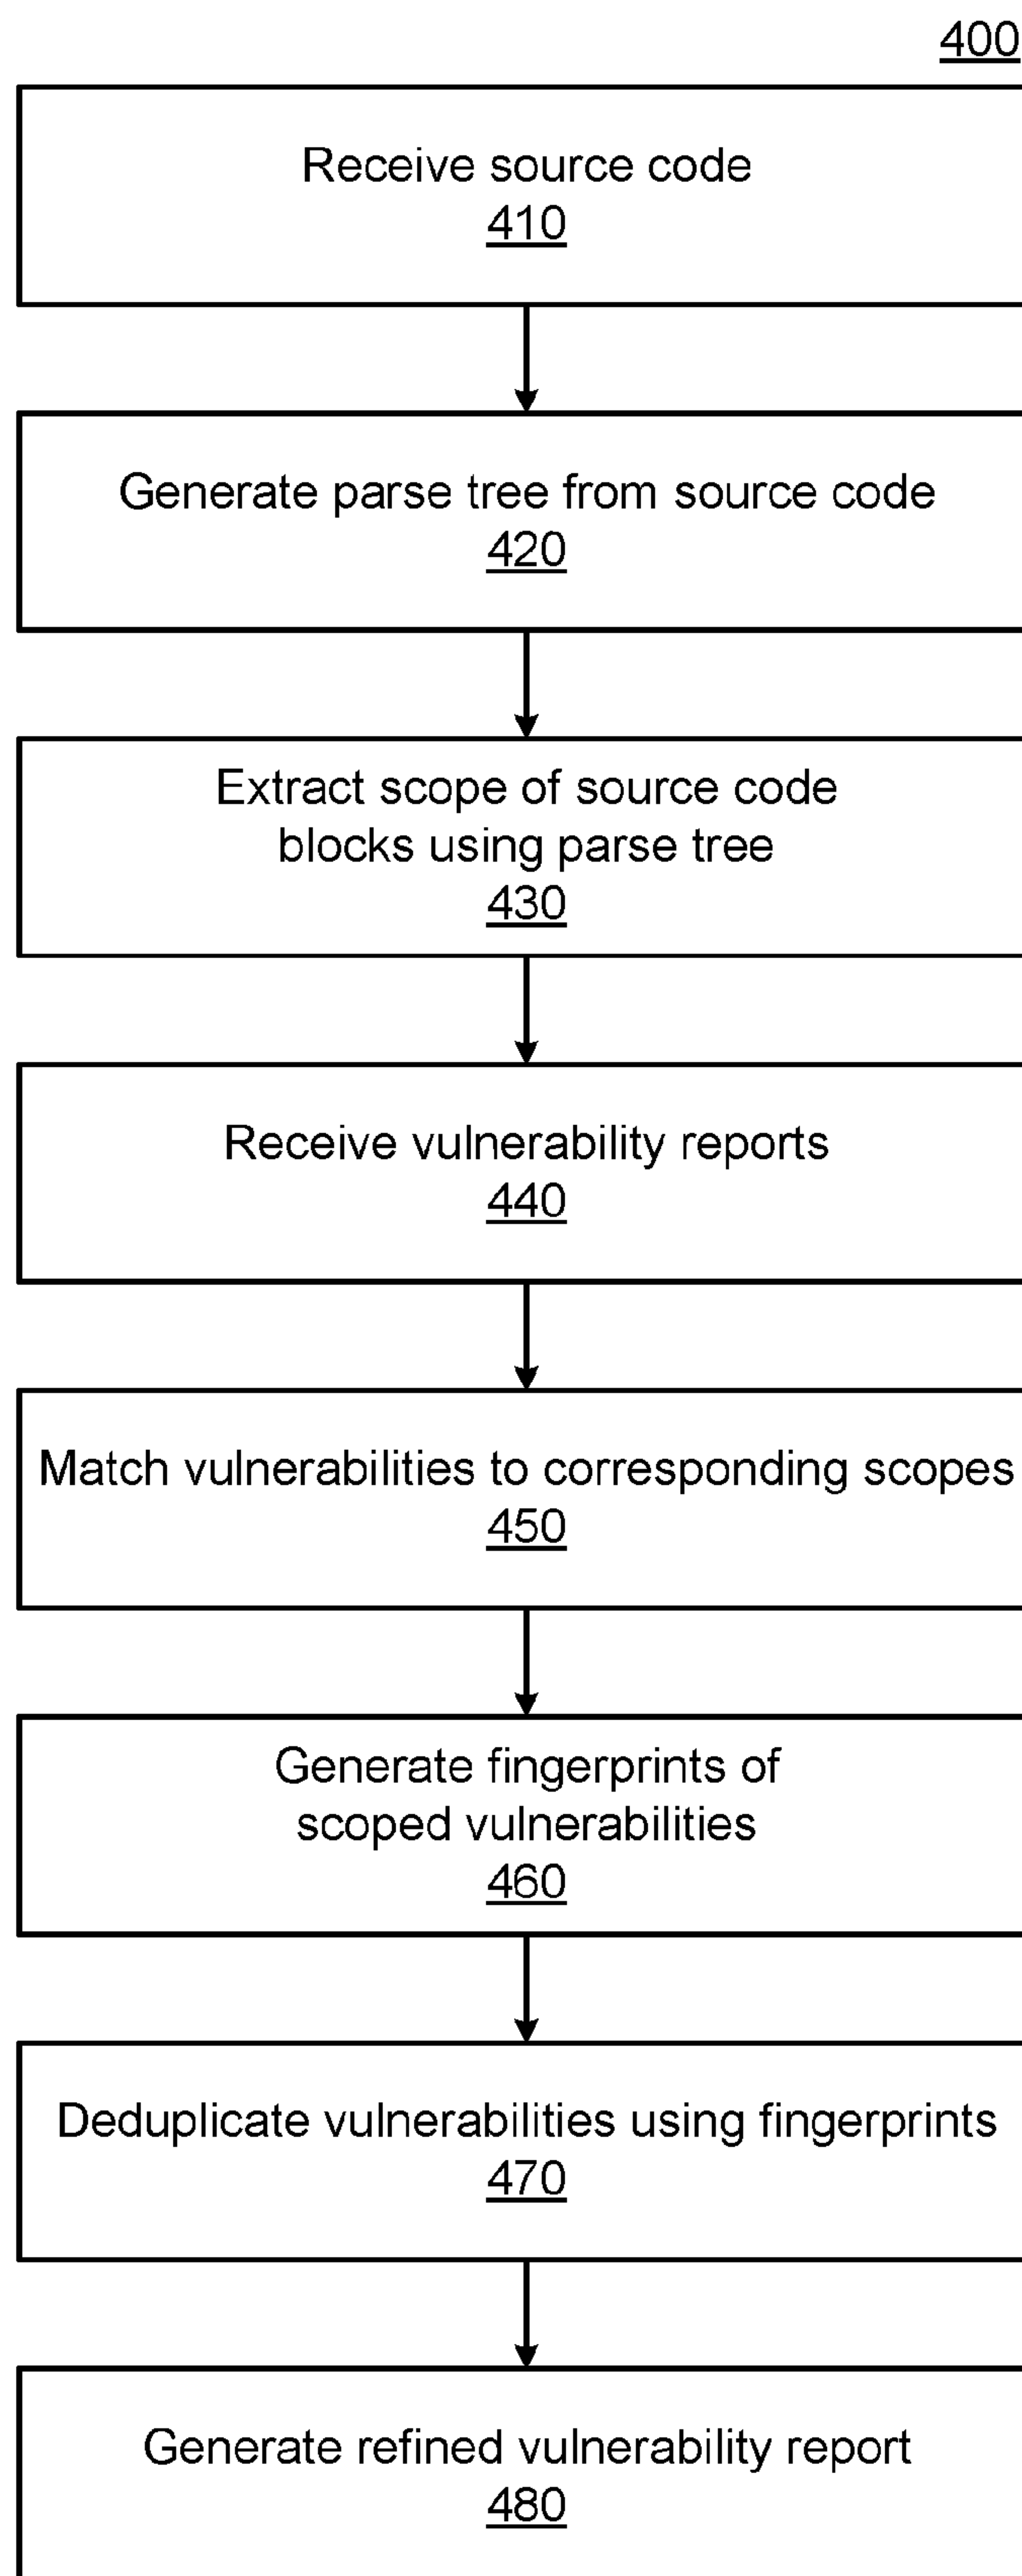 400
Receive source code
410
Generate parse tree from source code
420
Extract scope of source code
blocks using parse tree
430
Receive vulnerability reports
440
Match vulnerabilities to corresponding scopes
450
Generate fingerprints of
scoped vulnerabilities
460
Deduplicate vulnerabilities using fingerprints
470
Generate refined vulnerability report
480